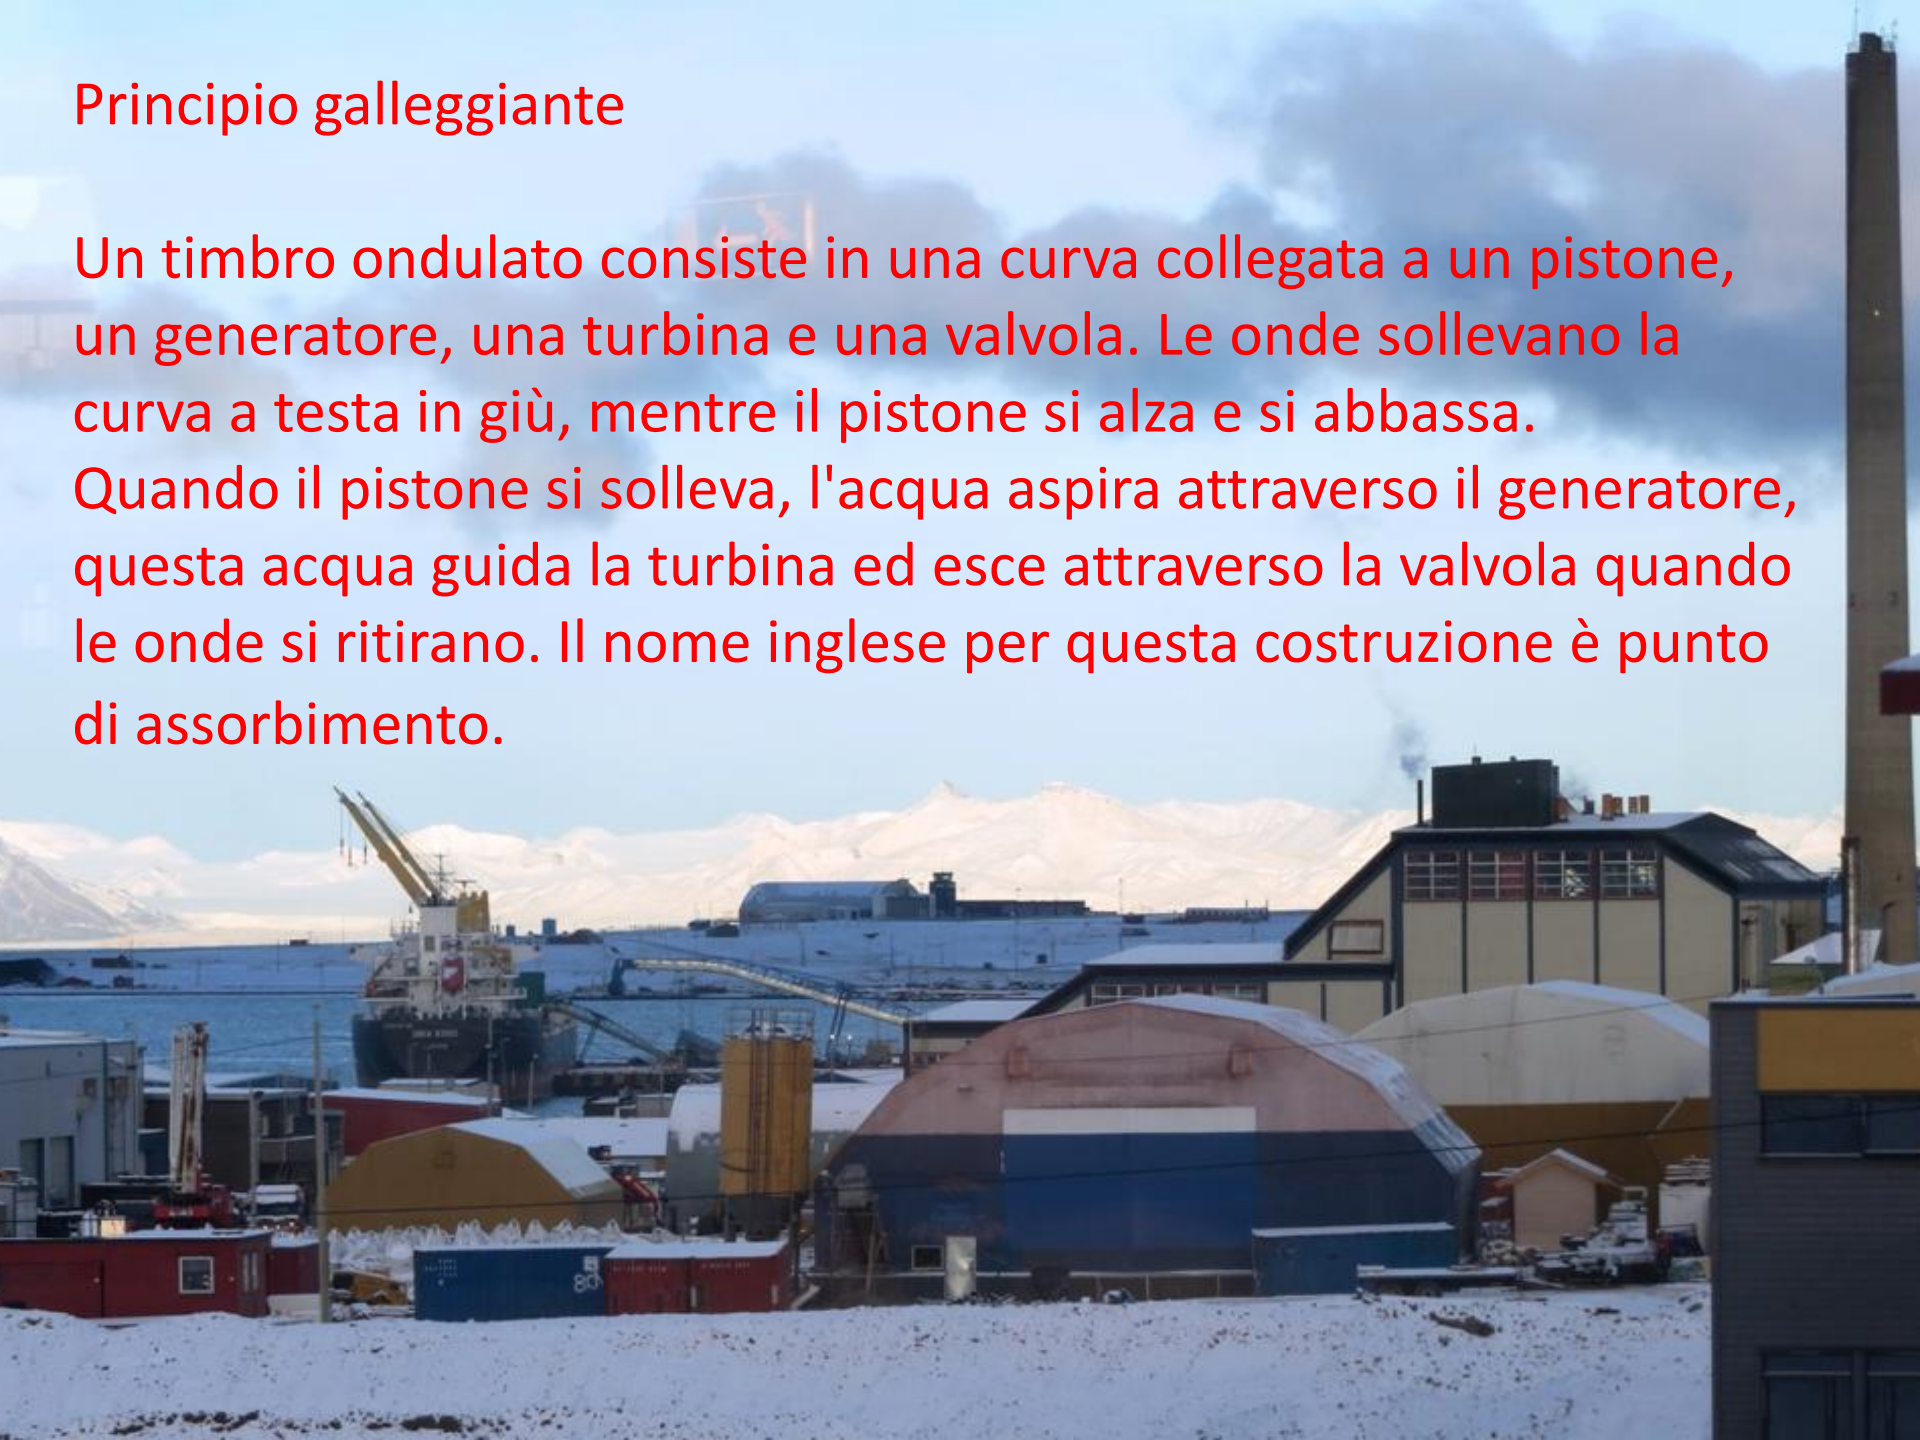 Principio galleggiante
Un timbro ondulato consiste in una curva collegata a un pistone,
un generatore, una turbina e una valvola. Le onde sollevano la
curva a testa in giù, mentre il pistone si alza e si abbassa.
Quando il pistone si solleva, l'acqua aspira attraverso il generatore,
questa acqua guida la turbina ed esce attraverso la valvola quando
le onde si ritirano. Il nome inglese per questa costruzione è punto
di assorbimento.
80